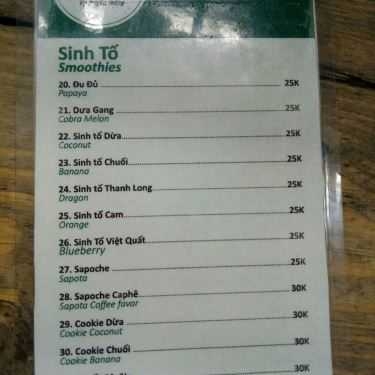 Sinh Tố
Smoothies
20. Đu Đủ 25K
Papaya
21. Dưa Gang 25K
Cobra Melon
22. Sinh tố Dừa 25K
Coconut
23. Sinh tố Chuối 25K
Banana
24. Sinh tố Thanh Long 25K
Dragon
25. Sinh tố Cam 25K
Orange
26. Sinh Tố Việt Quất 25K
Blueberry
27. Sapoche 25K
Sapota
28. Sapoche Caphê 30K
Sapota Coffee favar
29. Cookie Dừa 30K
Cookie Coconut
30. Cookie Chuối 30K
Cookie Banana
30K